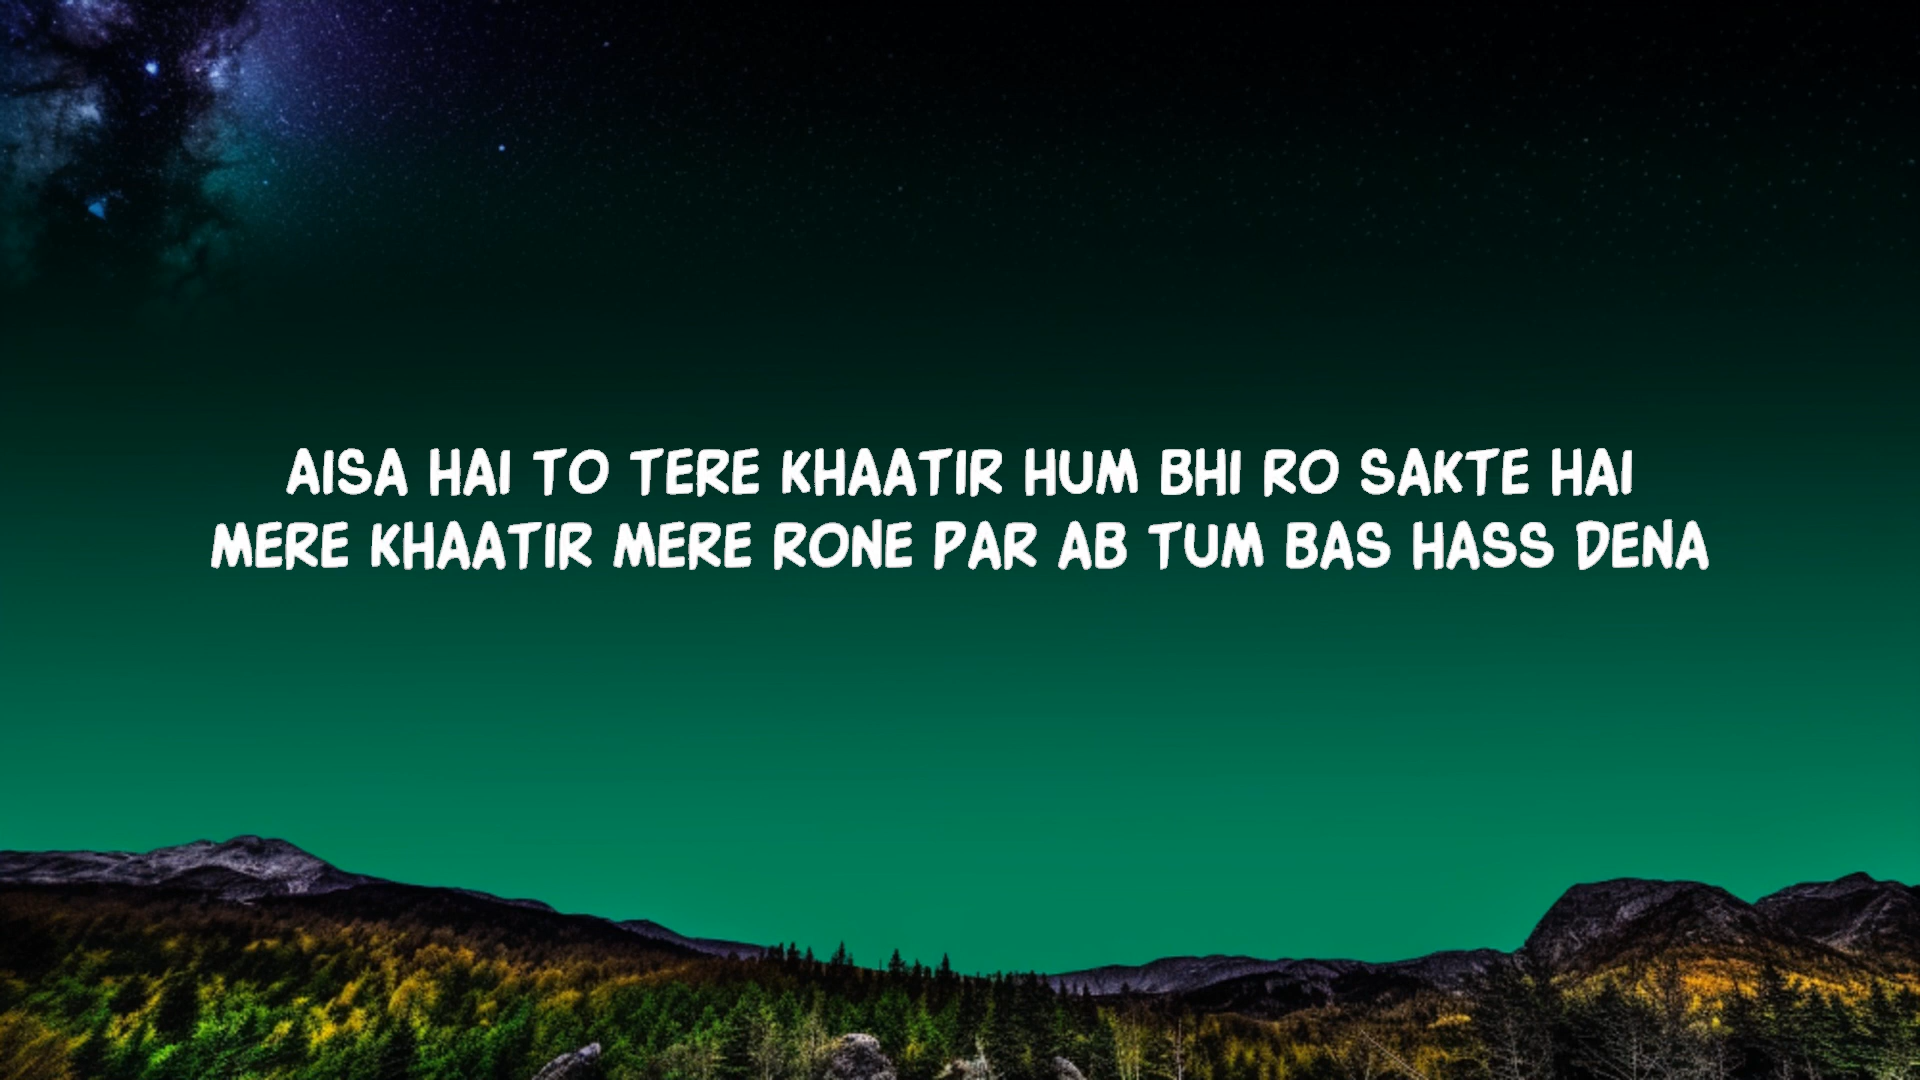 AISA HAI TO TERE KHAATIR HUM BHI RO SAKTE HAI
MERE KHAATIR MERE RONE PAR AB TUM BAS HASS DENA